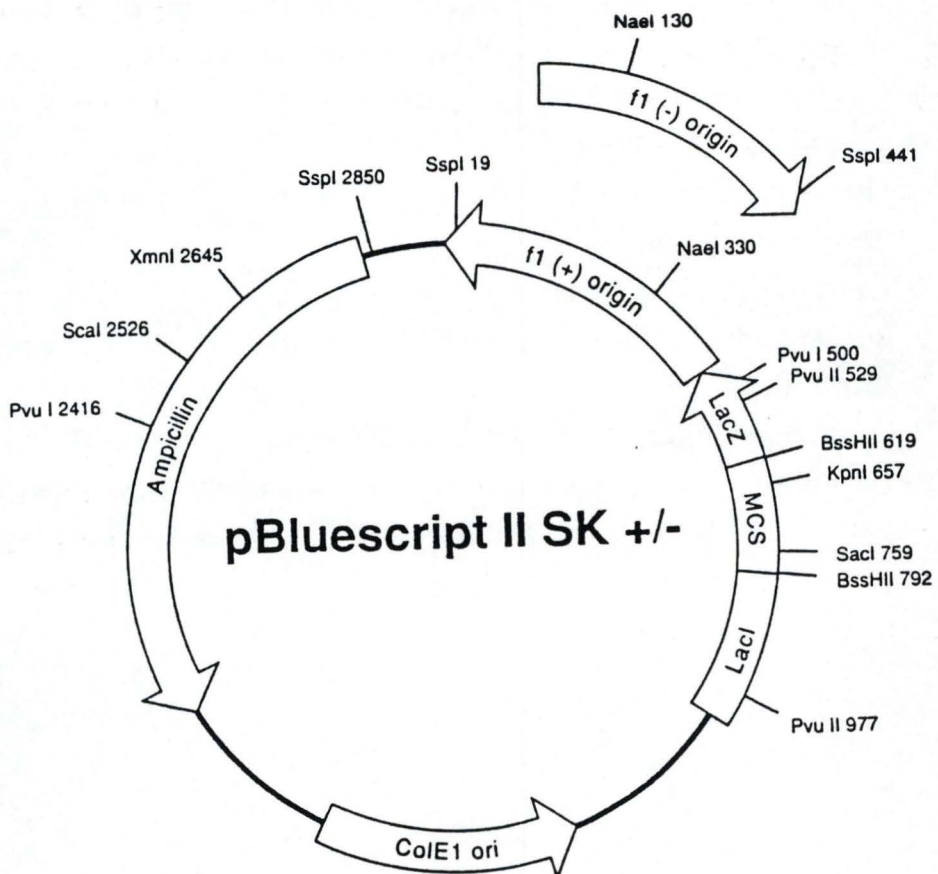 NaeI 130
f1 (-) origin
SspI 441
SspI 2850
SspI 19
XmnI 2645
f1 (+) origin
NaeI 330
ScaI 2526
Pvu I 2416
Ampicillin
Pvu I 500
Pvu II 529
LacZ
BssHII 619
KpnI 657
MCS
pBluescript II SK +/-
SacI 759
BssHII 792
LacI
Pvu II 977
ColE1 ori